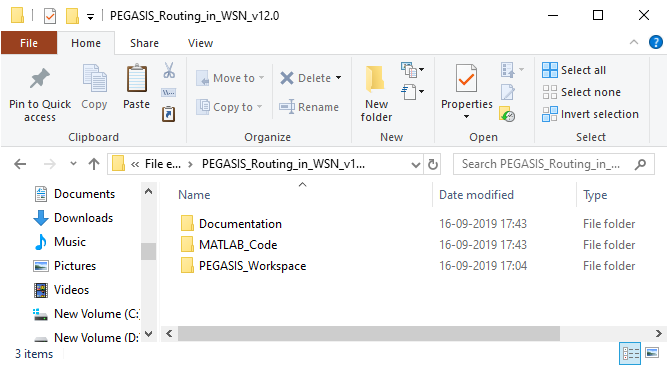 PEGASIS_Routing_in_WSN_v12.0
File Home Share View
Pin to Quick access
Copy
Paste
Clipboard
Move to
Copy to
Delete
Rename
Organize
New folder
New
Properties
Open
Select all
Select none
Invert selection
Select
« File e... > PEGASIS_Routing_in_WSN_v1...
Search PEGASIS_Routing_in_...
Documents
Downloads
Music
Pictures
Videos
New Volume (C:
New Volume (D:
Name Date modified Type
Documentation 16-09-2019 17:43 File folder
MATLAB_Code 16-09-2019 17:43 File folder
PEGASIS_Workspace 16-09-2019 17:04 File folder
3 items